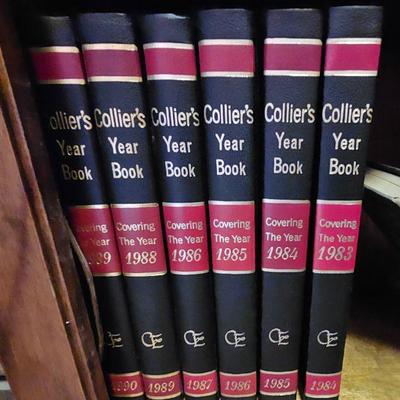 Collier's
Year
Book
Covering
The Year
1989
1990
Collier's
Year
Book
Covering
The Year
1988
1989
Collier's
Year
Book
Covering
The Year
1986
1987
Collier's
Year
Book
Covering
The Year
1985
1986
Collier's
Year
Book
Covering
The Year
1984
1985
Collier's
Year
Book
Covering
The Year
1983
1984